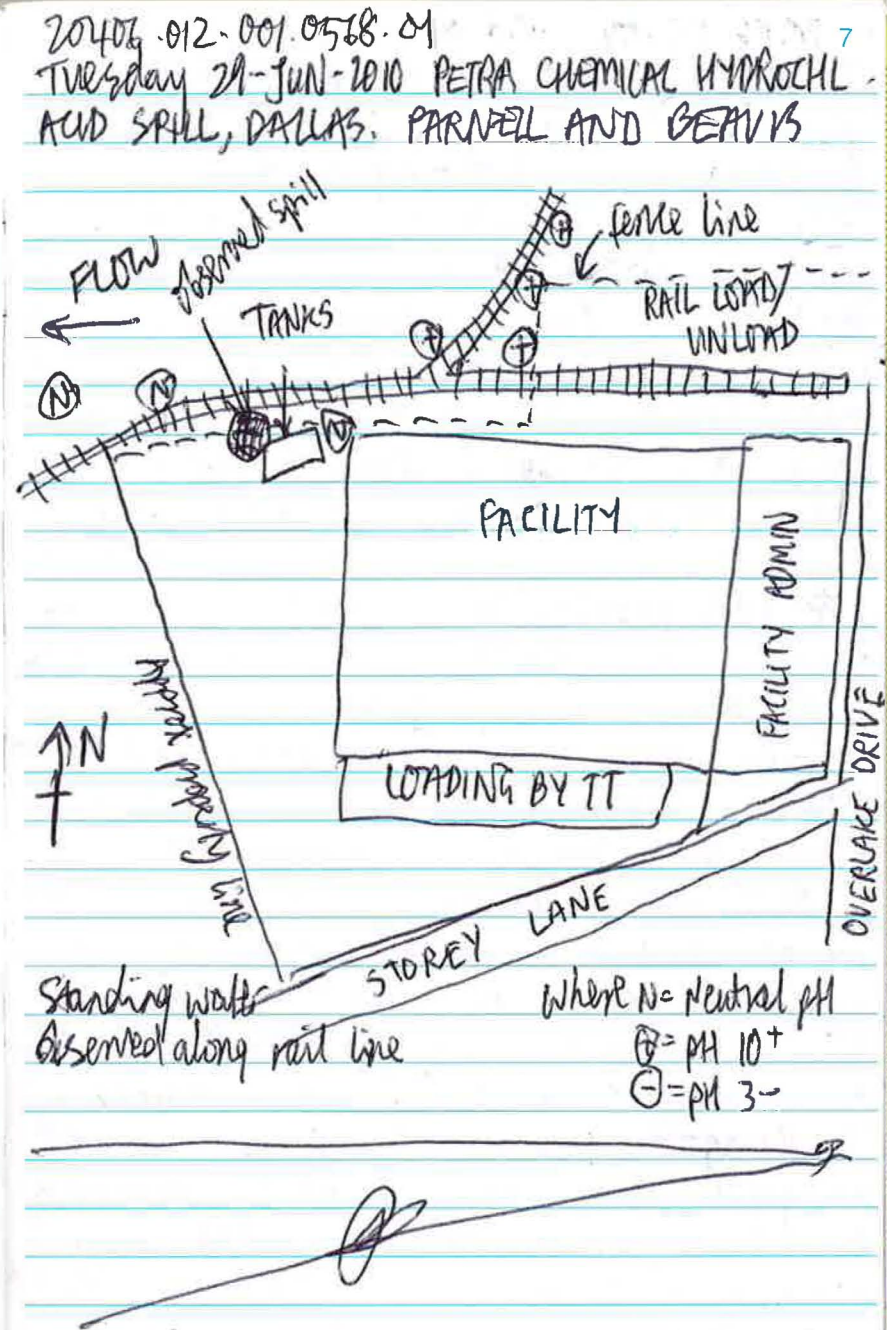 7
20406.012.001.0568.01
Tuesday 29-JUN-2010 PETRA CHEMICAL HYDROCHL.
ACID SPILL, DALLAS. PARNELL AND BEAVIS
FLOW
observed spill
TANKS
fence line
RAIL LOAD/
UNLOAD
N
N
N
+
+
+
+
FACILITY
FACILITY ADMIN
LOADING BY TT
N
line
STOREY LANE
OVERLAKE DRIVE
Standing water
observed along rail line
Where N= Neutral pH
⊕= pH 10+
⊖= pH 3-